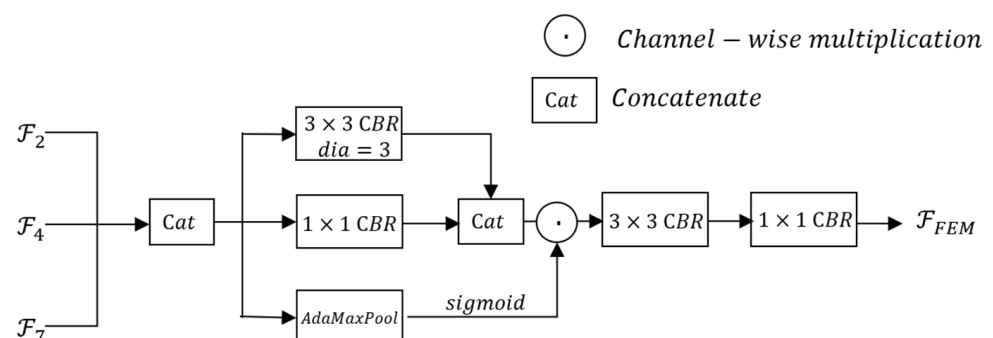 · Channel − wise multiplication
Cat Concatenate
3 × 3 CBR
dia = 3
ℱ2
ℱ4
Cat
1 × 1 CBR
Cat
·
3 × 3 CBR
1 × 1 CBR
ℱFEM
ℱ7
AdaMaxPool
sigmoid